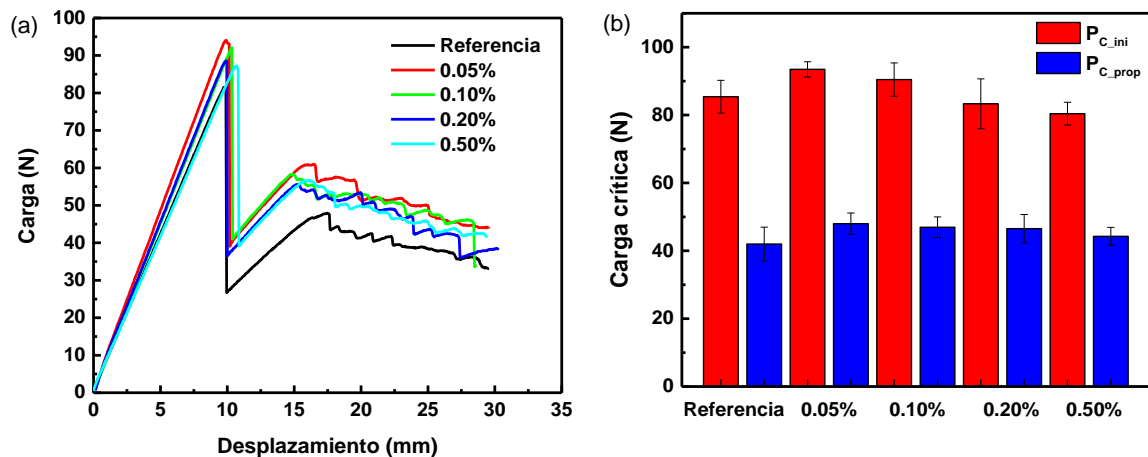 (a)
100
90
80
70
60
50
40
30
20
10
0
0 5 10 15 20 25 30 35
Carga (N)
Desplazamiento (mm)
Referencia
0.05%
0.10%
0.20%
0.50%
(b)
100
80
60
40
20
0
Carga crítica (N)
Referencia 0.05% 0.10% 0.20% 0.50%
P_C_ini
P_C_prop